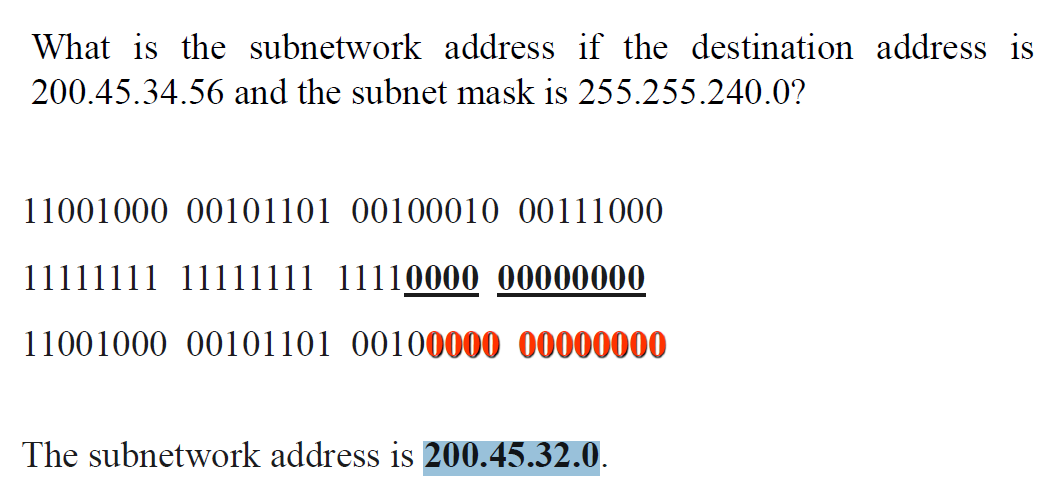 What is the subnetwork address if the destination address is
200.45.34.56 and the subnet mask is 255.255.240.0?
11001000 00101101 00100010 00111000
11111111 11111111 11110000 00000000
11001000 00101101 00100000 00000000
The subnetwork address is 200.45.32.0.